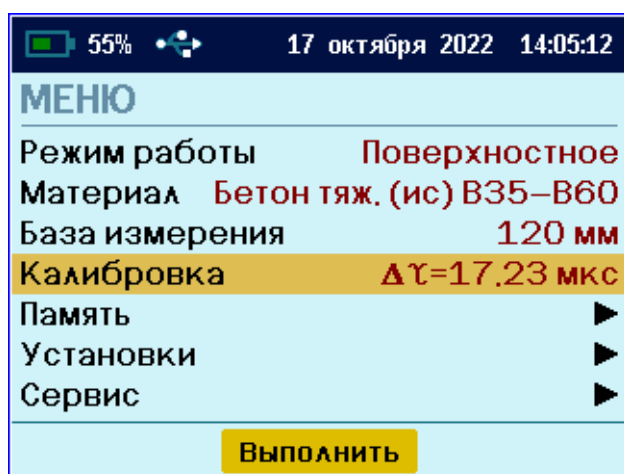 55% 17 октября 2022 14:05:12
МЕНЮ
Режим работы Поверхностное
Материал Бетон тяж. (ис) В35–В60
База измерения 120 мм
Калибровка Δτ=17.23 мкс
Память ▶
Установки ▶
Сервис ▶
Выполнить